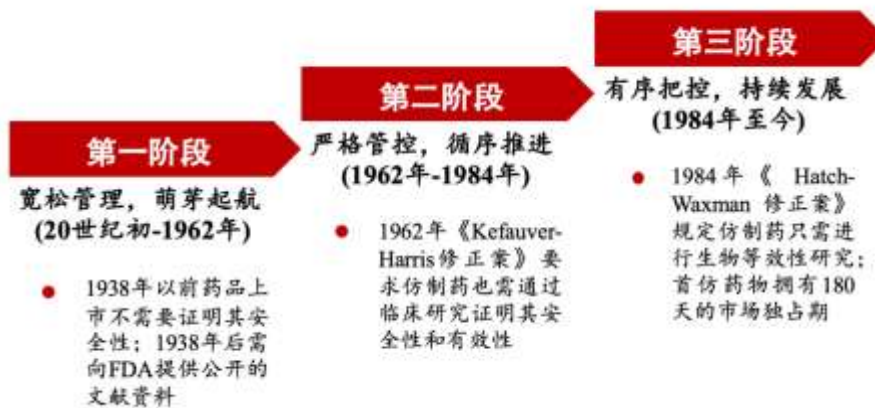 第一阶段
宽松管理，萌芽起航
(20世纪初-1962年)
● 1938年以前药品上
市不需要证明其安
全性；1938年后需
向FDA提供公开的
文献资料
第二阶段
严格管控，循序推进
(1962年-1984年)
● 1962年《Kefauver-
Harris修正案》要
求仿制药也需通过
临床研究证明其安
全性和有效性
第三阶段
有序把控，持续发展
(1984年至今)
● 1984年《 Hatch-
Waxman 修正案》
规定仿制药只需进
行生物等效性研究；
首仿药物拥有180
天的市场独占期